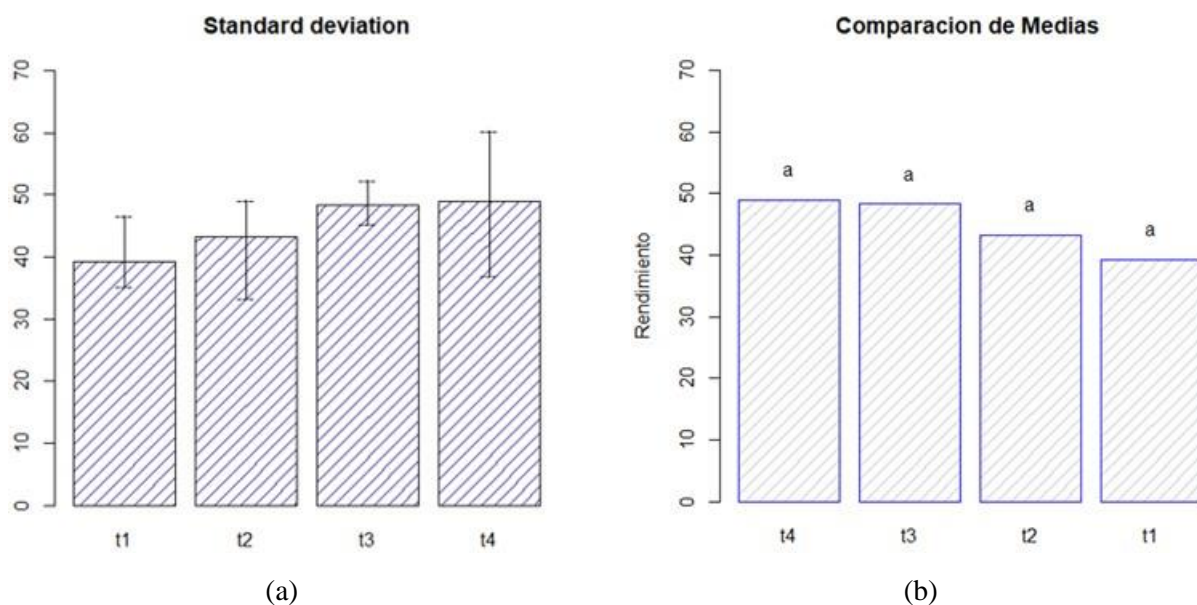 Standard deviation
70
60
50
40
30
20
10
0
t1 t2 t3 t4
(a)
Comparacion de Medias
Rendimiento
70
60
50
40
30
20
10
0
a a a a
t4 t3 t2 t1
(b)